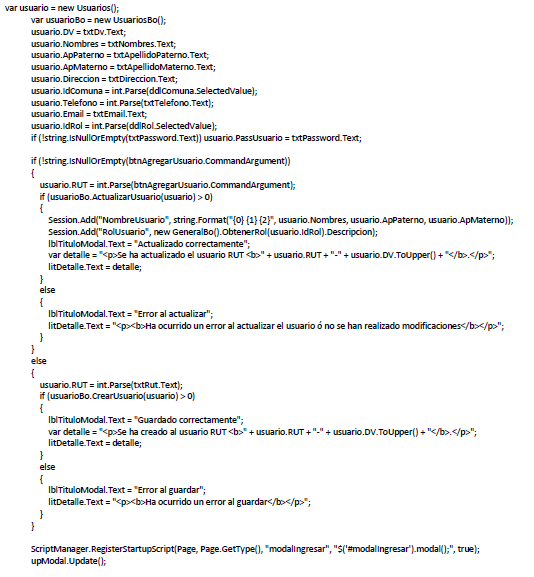 var usuario = new Usuarios();
var usuarioBo = new UsuariosBo();
usuario.DV = txtDv.Text;
usuario.Nombres = txtNombres.Text;
usuario.ApPaterno = txtApellidoPaterno.Text;
usuario.ApMaterno = txtApellidoMaterno.Text;
usuario.Direccion = txtDireccion.Text;
usuario.IdComuna = int.Parse(ddlComuna.SelectedValue);
usuario.Telefono = int.Parse(txtTelefono.Text);
usuario.Email = txtEmail.Text;
usuario.IdRol = int.Parse(ddlRol.SelectedValue);
if (!string.IsNullOrEmpty(txtPassword.Text)) usuario.PassUsuario = txtPassword.Text;
if (!string.IsNullOrEmpty(btnAgregarUsuario.CommandArgument))
{
usuario.RUT = int.Parse(btnAgregarUsuario.CommandArgument);
if (usuarioBo.ActualizarUsuario(usuario) > 0)
{
Session.Add("NombreUsuario", string.Format("{0} {1} {2}", usuario.Nombres, usuario.ApPaterno, usuario.ApMaterno));
Session.Add("RolUsuario", new GeneralBo().ObtenerRol(usuario.IdRol).Descripcion);
lblTituloModal.Text = "Actualizado correctamente";
var detalle = "<p>Se ha actualizado el usuario RUT <b>" + usuario.RUT + "-" + usuario.DV.ToUpper() + "</b>.</p>";
litDetalle.Text = detalle;
}
else
{
lblTituloModal.Text = "Error al actualizar";
litDetalle.Text = "<p><b>Ha ocurrido un error al actualizar el usuario ó no se han realizado modificaciones</b></p>";
}
}
else
{
usuario.RUT = int.Parse(txtRut.Text);
if (usuarioBo.CrearUsuario(usuario) > 0)
{
lblTituloModal.Text = "Guardado correctamente";
var detalle = "<p>Se ha creado al usuario RUT <b>" + usuario.RUT + "-" + usuario.DV.ToUpper() + "</b>.</p>";
litDetalle.Text = detalle;
}
else
{
lblTituloModal.Text = "Error al guardar";
litDetalle.Text = "<p><b>Ha ocurrido un error al guardar</b></p>";
}
}
ScriptManager.RegisterStartupScript(Page, Page.GetType(), "modalIngresar", "$('#modalIngresar').modal();", true);
upModal.Update();